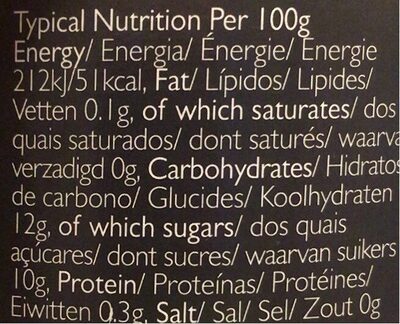 Typical Nutrition Per 100g
Energy/ Energia/ Énergie/ Energie
212kJ/51kcal, Fat/ Lípidos/ Lipides/
Vetten 0.1g, of which saturates/ dos
quais saturados/ dont saturés/ waarva
verzadigd 0g, Carbohydrates/ Hidratos
de carbono/ Glucides/ Koolhydraten
12g, of which sugars/ dos quais
açúcares/ dont sucres/ waarvan suikers
10g, Protein/ Proteínas/ Protéines/
Eiwitten 0,3g, Salt/ Sal/ Sel/ Zout 0g